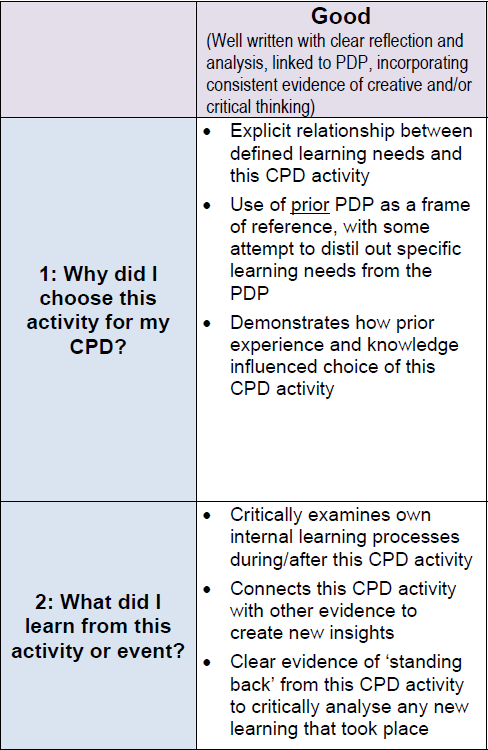 Good
(Well written with clear reflection and
analysis, linked to PDP, incorporating
consistent evidence of creative and/or
critical thinking)
1: Why did I
choose this
activity for my
CPD?
• Explicit relationship between
defined learning needs and
this CPD activity
• Use of prior PDP as a frame
of reference, with some
attempt to distil out specific
learning needs from the
PDP
• Demonstrates how prior
experience and knowledge
influenced choice of this
CPD activity
2: What did I
learn from this
activity or event?
• Critically examines own
internal learning processes
during/after this CPD activity
• Connects this CPD activity
with other evidence to
create new insights
• Clear evidence of ‘standing
back’ from this CPD activity
to critically analyse any new
learning that took place